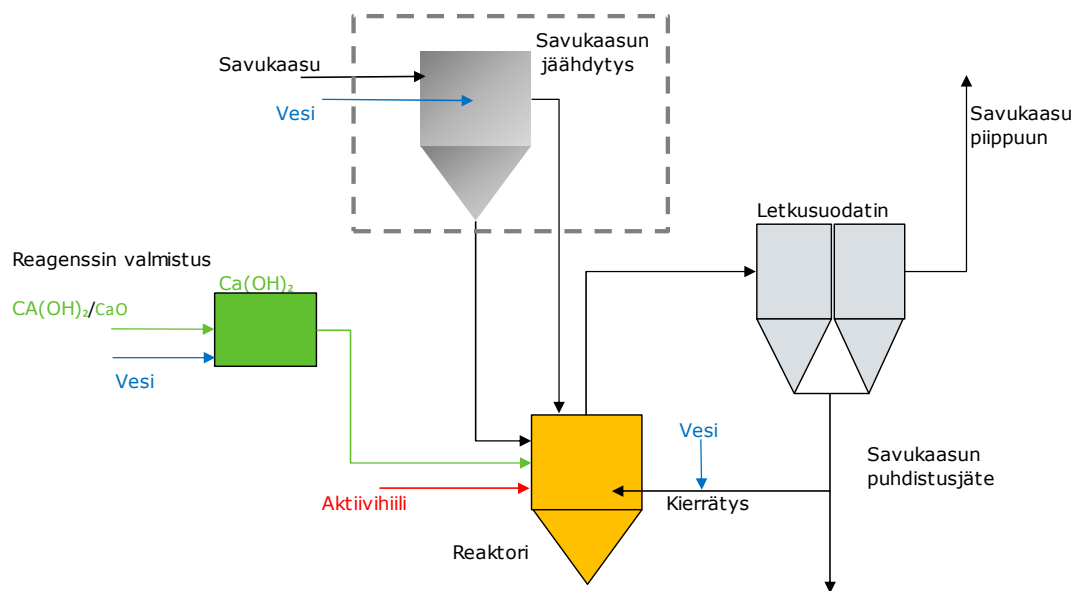 Savukaasun
jäähdytys
Savukaasu
Vesi
Savukaasu
piippuun
Letkusuodatin
Reagenssin valmistus
Ca(OH)₂
CA(OH)₂/CaO
Vesi
Vesi
Savukaasun
puhdistusjäte
Aktiivihiili
Kierrätys
Reaktori